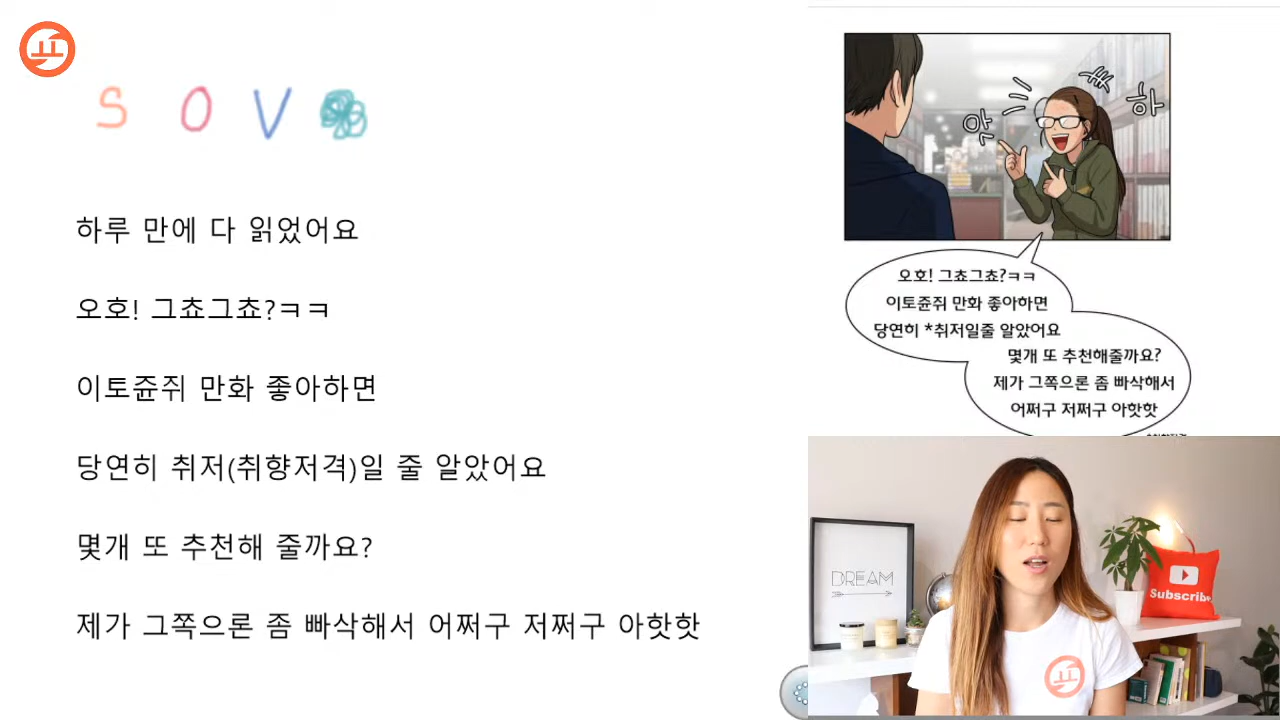 S O V
하루 만에 다 읽었어요
오호! 그쵸그쵸?ㅋㅋ
이토쥰쥐 만화 좋아하면
당연히 취저(취향저격)일 줄 알았어요
몇개 또 추천해 줄까요?
제가 그쪽으론 좀 빠삭해서 어쩌구 저쩌구 아핫핫
앗
하
오호! 그쵸그쵸?ㅋㅋ
이토쥰쥐 만화 좋아하면
당연히 *취저일줄 알았어요
몇개 또 추천해줄까요?
제가 그쪽으론 좀 빠삭해서
어쩌구 저쩌구 아핫핫
DREAM
Subscribe